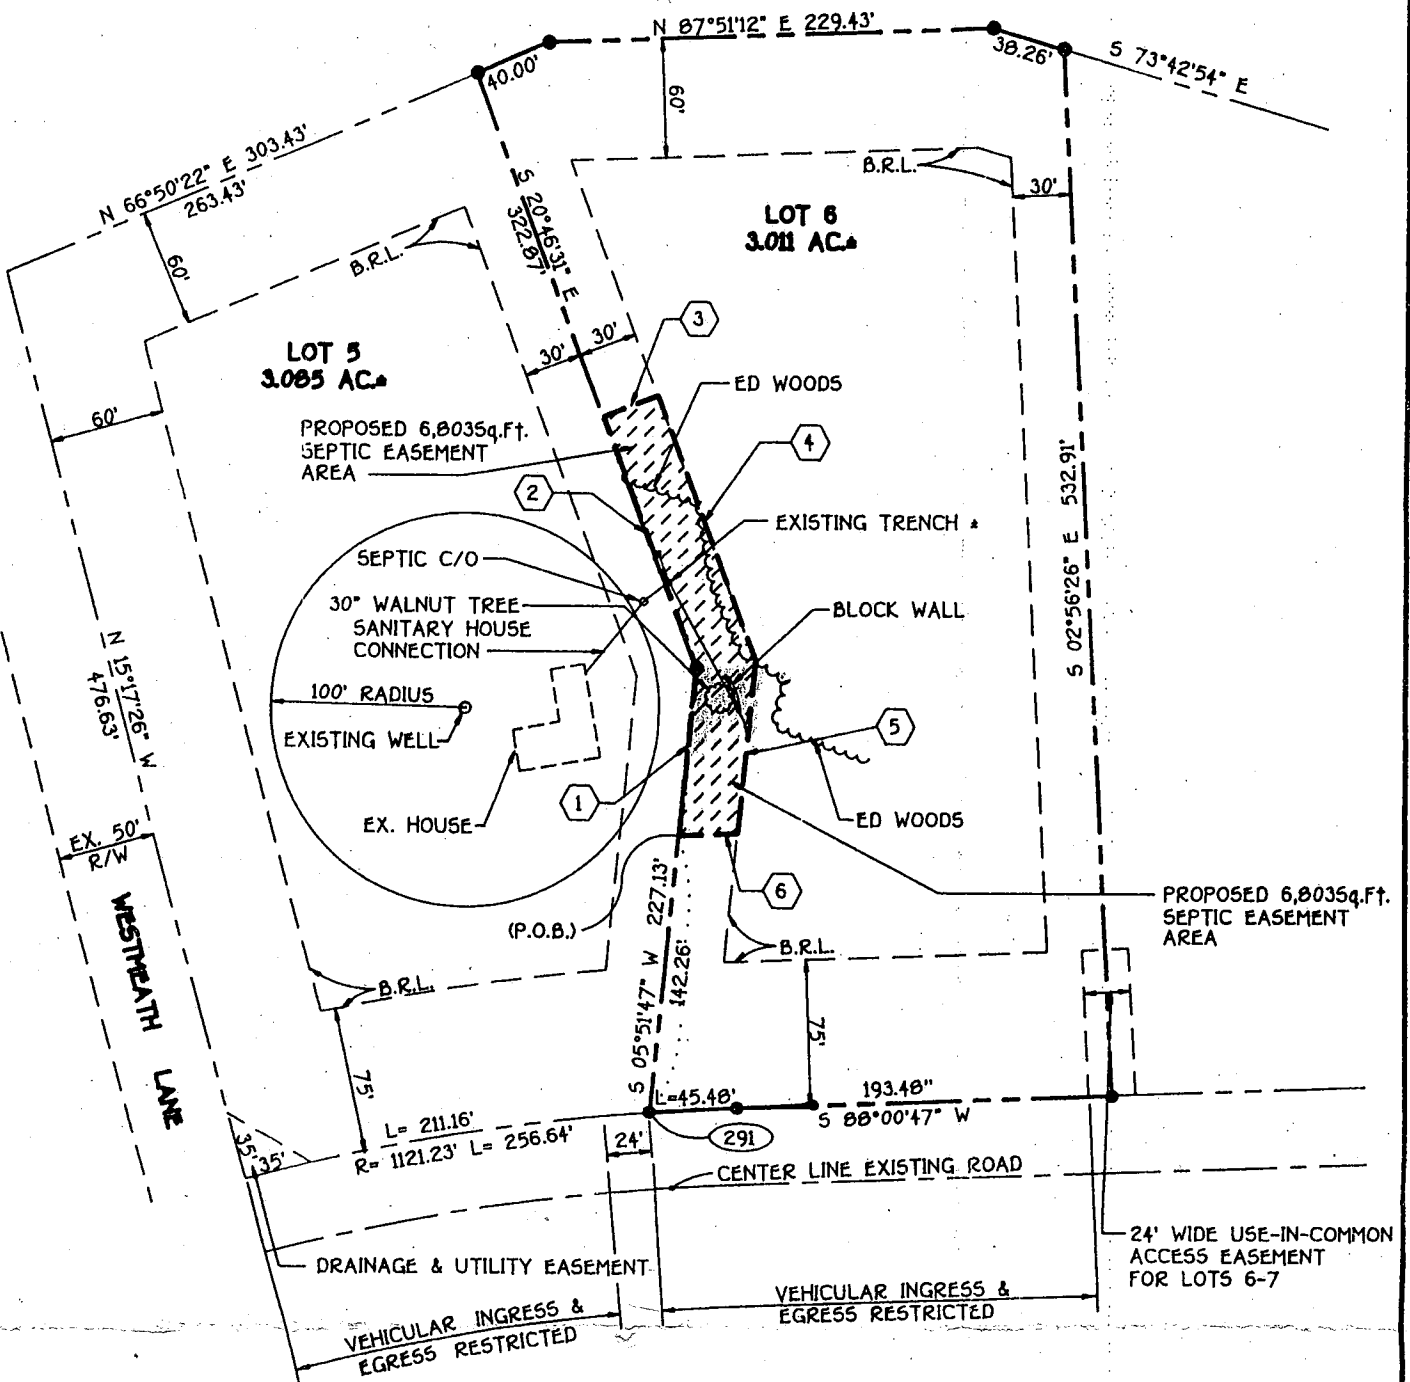 N 87°51'12" E 229.43'
40.00'
38.26'
S 73°42'54" E
60'
N 66°50'22" E 303.43'
263.43'
S 20°46'31" E
322.87'
B.R.L.
30'
LOT 6
3.011 AC.±
60'
B.R.L.
LOT 5
3.085 AC.±
30'
30'
3
ED WOODS
60'
PROPOSED 6,803Sq.Ft.
SEPTIC EASEMENT
AREA
4
2
S 02°56'26" E 532.91'
EXISTING TRENCH ±
SEPTIC C/O
30" WALNUT TREE
SANITARY HOUSE
CONNECTION
BLOCK WALL
N 15°17'26" W
476.63'
100' RADIUS
EXISTING WELL
5
1
EX. HOUSE
ED WOODS
EX. 50'
R/W
6
PROPOSED 6,803Sq.Ft.
SEPTIC EASEMENT
AREA
WESTMEATH LANE
(P.O.B.)
B.R.L.
S 05°51'47" W 227.13'
142.26'
B.R.L.
75'
75'
L=45.48'
193.48"
S 88°00'47" W
L= 211.16'
R= 1121.23' L= 256.64'
24'
291
35'
35'
CENTER LINE EXISTING ROAD
DRAINAGE & UTILITY EASEMENT
24' WIDE USE-IN-COMMON
ACCESS EASEMENT
FOR LOTS 6-7
VEHICULAR INGRESS &
EGRESS RESTRICTED
VEHICULAR INGRESS &
EGRESS RESTRICTED